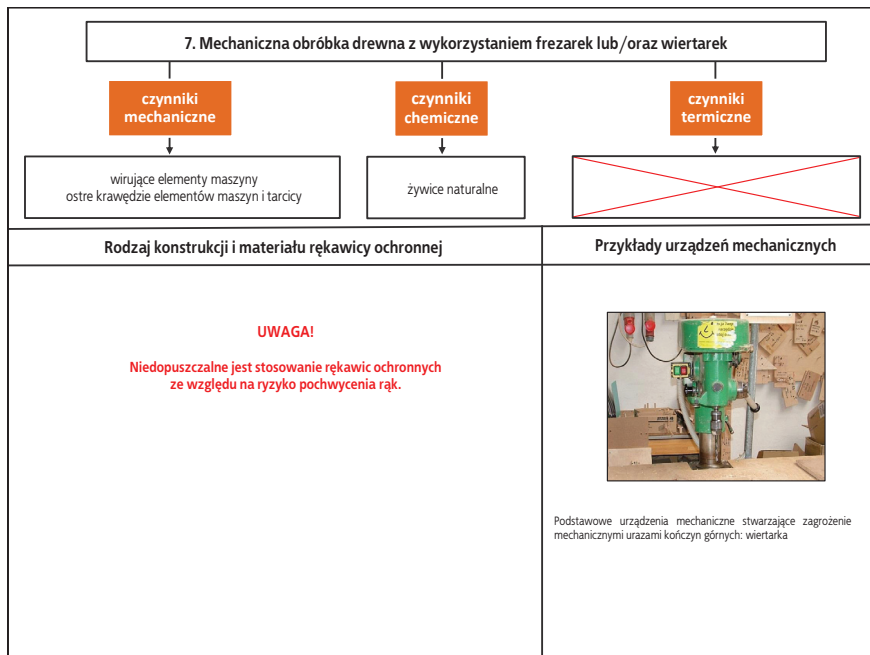 7. Mechaniczna obróbka drewna z wykorzystaniem frezarek lub/oraz wiertarek
czynniki
mechaniczne
czynniki
chemiczne
czynniki
termiczne
wirujące elementy maszyny
ostre krawędzie elementów maszyn i tarcicy
żywice naturalne
Rodzaj konstrukcji i materiału rękawicy ochronnej
Przykłady urządzeń mechanicznych
UWAGA!
Niedopuszczalne jest stosowanie rękawic ochronnych
ze względu na ryzyko pochwycenia rąk.
Podstawowe urządzenia mechaniczne stwarzające zagrożenie
mechanicznymi urazami kończyn górnych: wiertarka